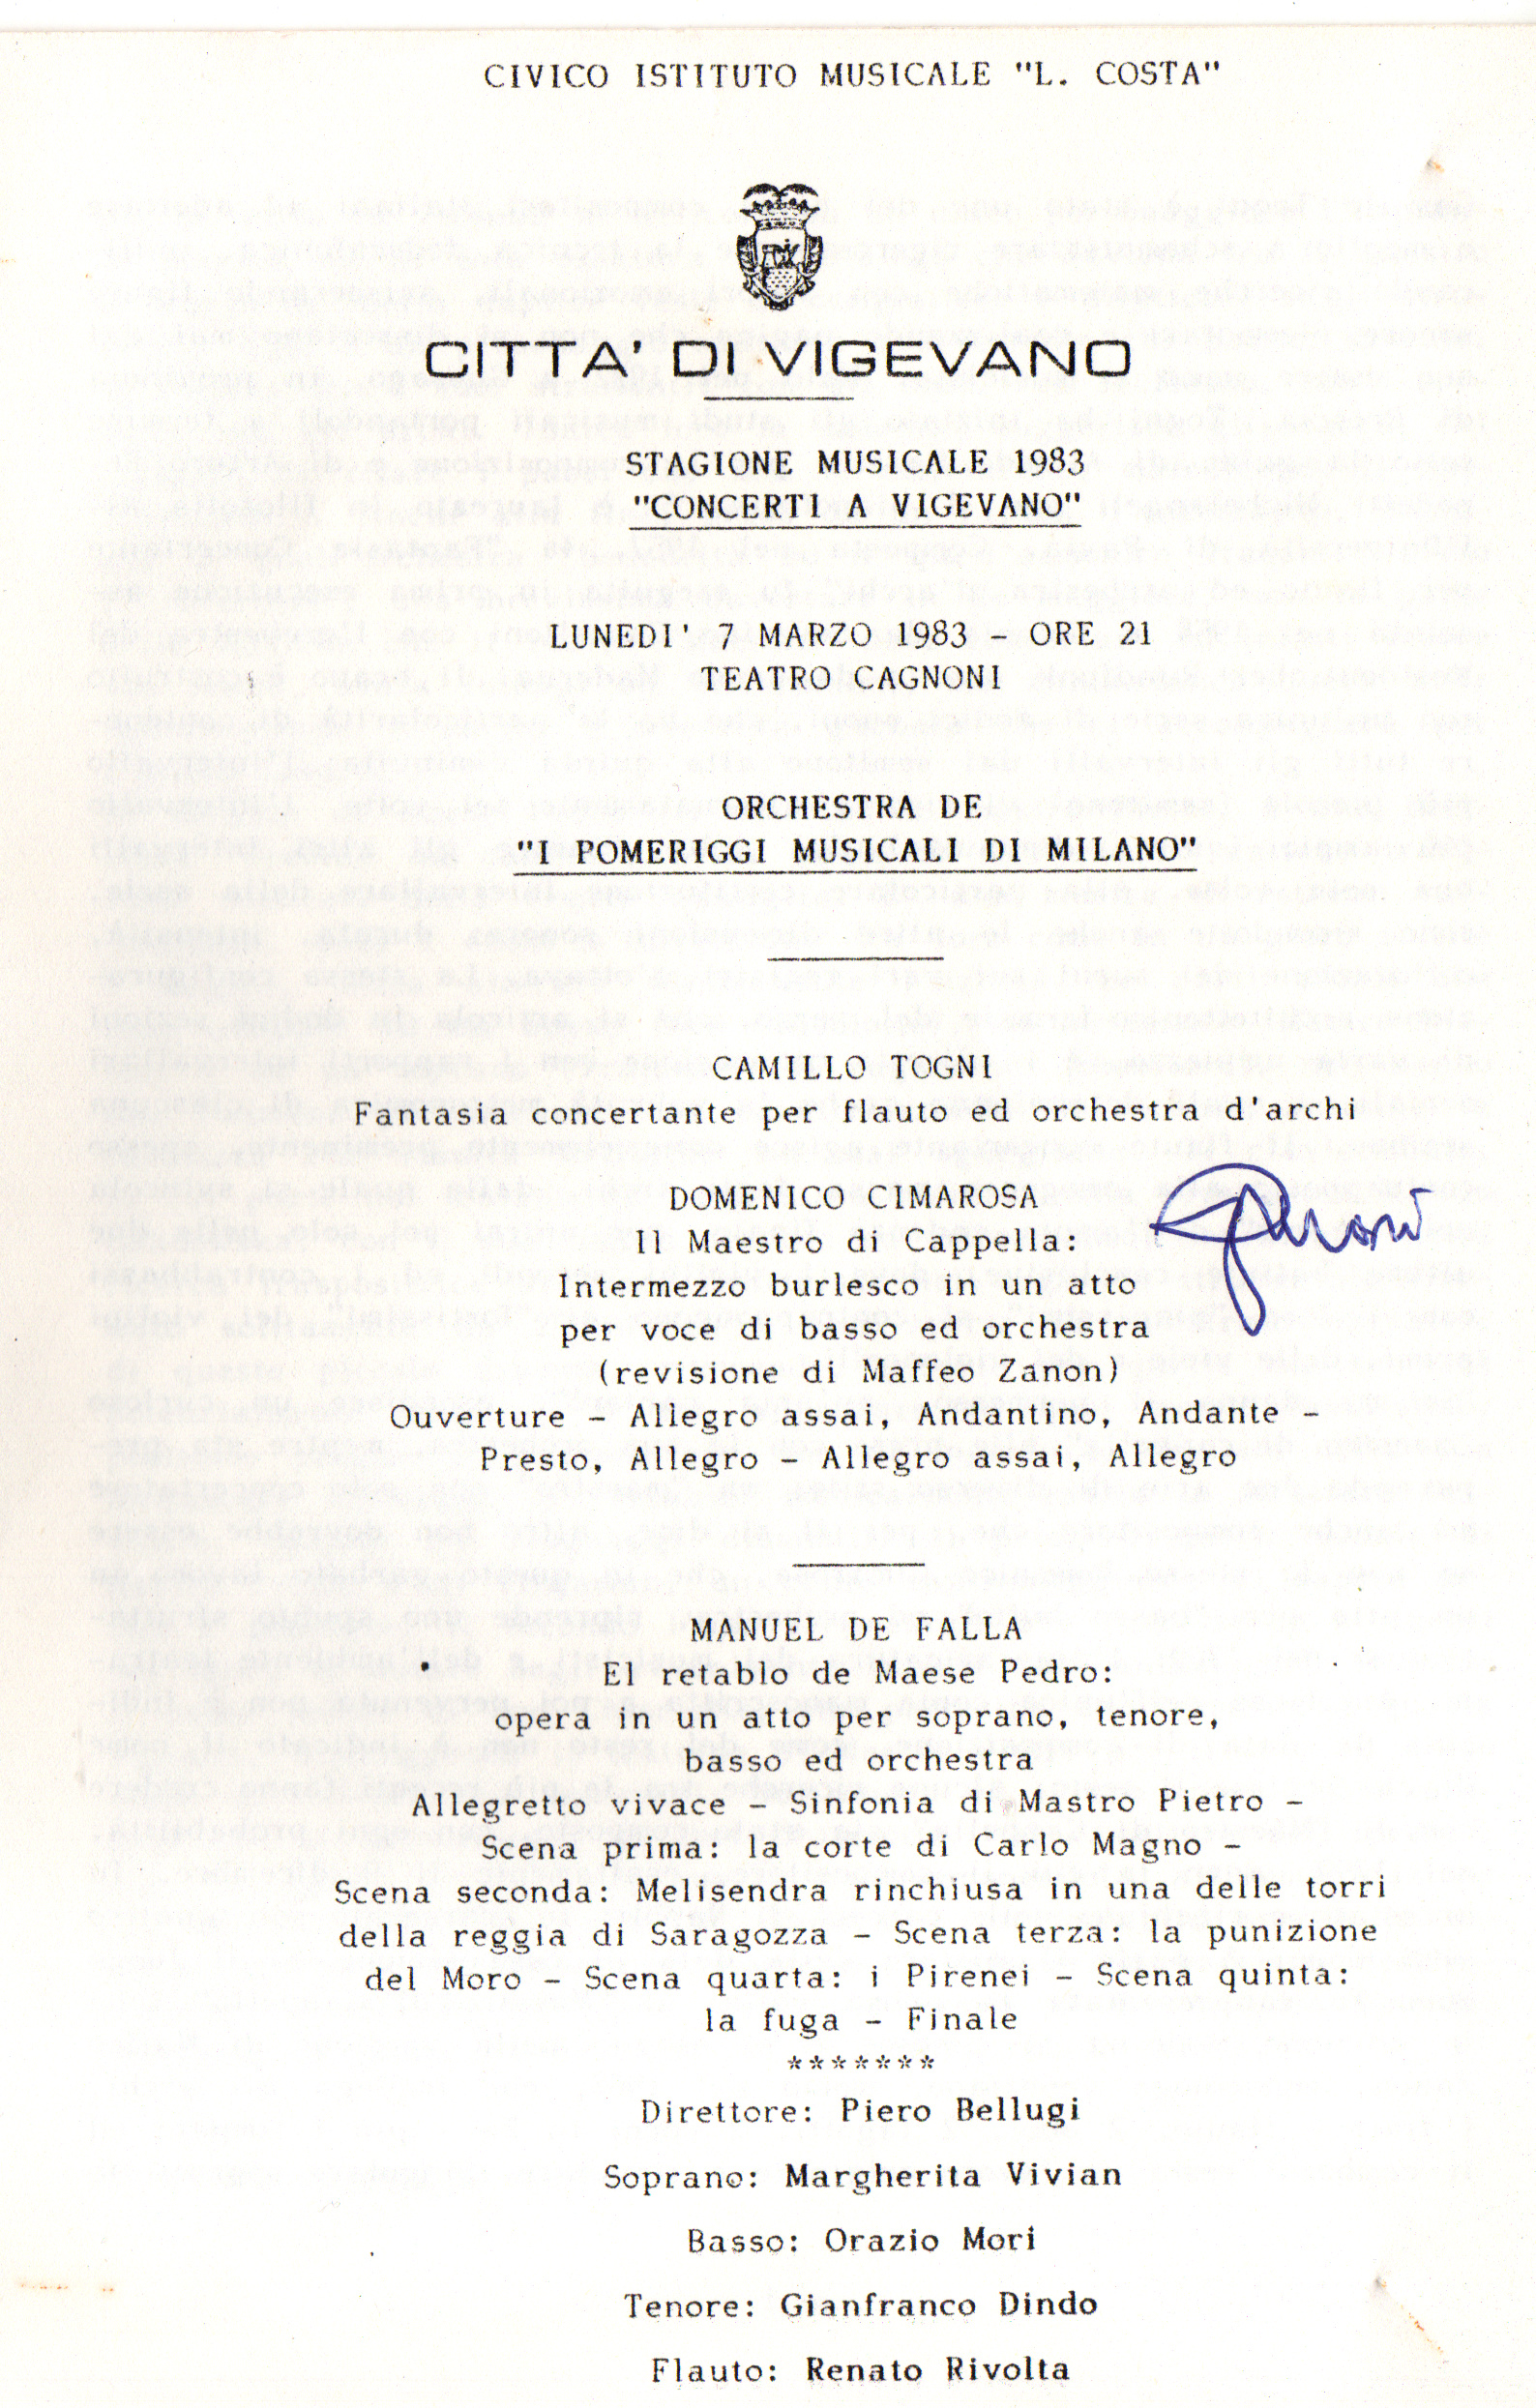 CIVICO ISTITUTO MUSICALE "L. COSTA"
CITTA' DI VIGEVANO
STAGIONE MUSICALE 1983
"CONCERTI A VIGEVANO"
LUNEDI' 7 MARZO 1983 - ORE 21
TEATRO CAGNONI
ORCHESTRA DE
"I POMERIGGI MUSICALI DI MILANO"
CAMILLO TOGNI
Fantasia concertante per flauto ed orchestra d'archi
DOMENICO CIMAROSA
Il Maestro di Cappella:
Intermezzo burlesco in un atto
per voce di basso ed orchestra
(revisione di Maffeo Zanon)
Ouverture - Allegro assai, Andantino, Andante -
Presto, Allegro - Allegro assai, Allegro
MANUEL DE FALLA
El retablo de Maese Pedro:
opera in un atto per soprano, tenore,
basso ed orchestra
Allegretto vivace - Sinfonia di Mastro Pietro -
Scena prima: la corte di Carlo Magno -
Scena seconda: Melisendra rinchiusa in una delle torri
della reggia di Saragozza - Scena terza: la punizione
del Moro - Scena quarta: i Pirenei - Scena quinta:
la fuga - Finale
*******
Direttore: Piero Bellugi
Soprano: Margherita Vivian
Basso: Orazio Mori
Tenore: Gianfranco Dindo
Flauto: Renato Rivolta